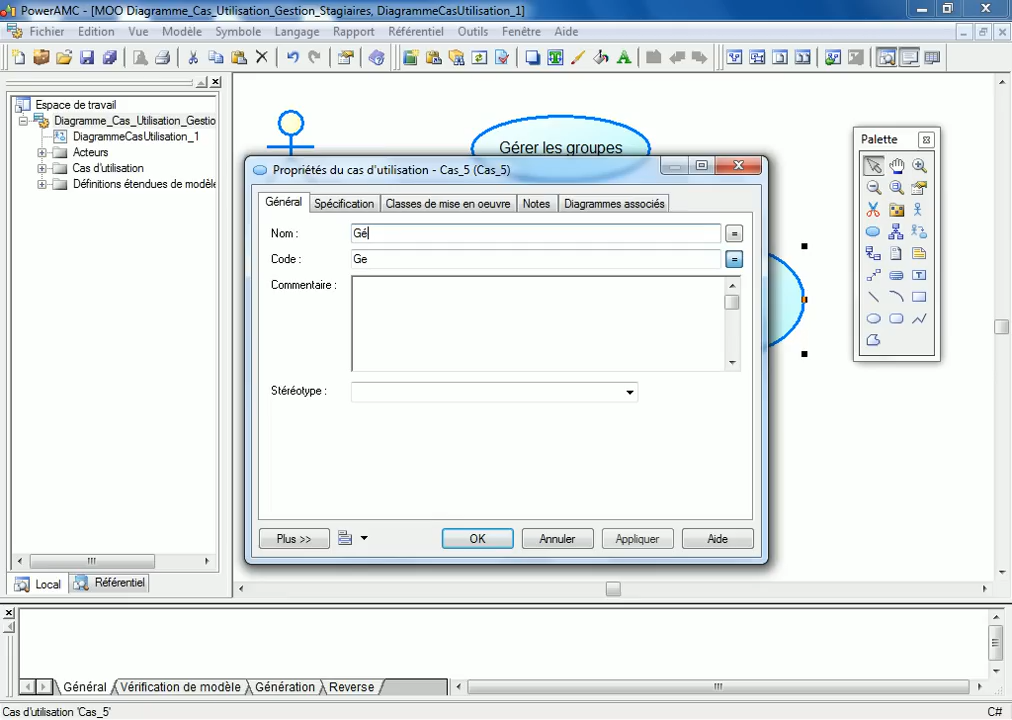 PowerAMC - [MOO Diagramme_Cas_Utilisation_Gestion_Stagiaires, DiagrammeCasUtilisation_1]
Fichier Edition Vue Modèle Symbole Langage Rapport Référentiel Outils Fenêtre Aide
Espace de travail
Diagramme_Cas_Utilisation_Gestio
DiagrammeCasUtilisation_1
Acteurs
Cas d'utilisation
Définitions étendues de modèle
Local Référentiel
Gérer les groupes
Palette
Propriétés du cas d'utilisation - Cas_5 (Cas_5)
Général Spécification Classes de mise en oeuvre Notes Diagrammes associés
Nom : Gé =
Code : Ge =
Commentaire :
Stéréotype :
Plus >> OK Annuler Appliquer Aide
Général Vérification de modèle Génération Reverse
Cas d'utilisation 'Cas_5' C#